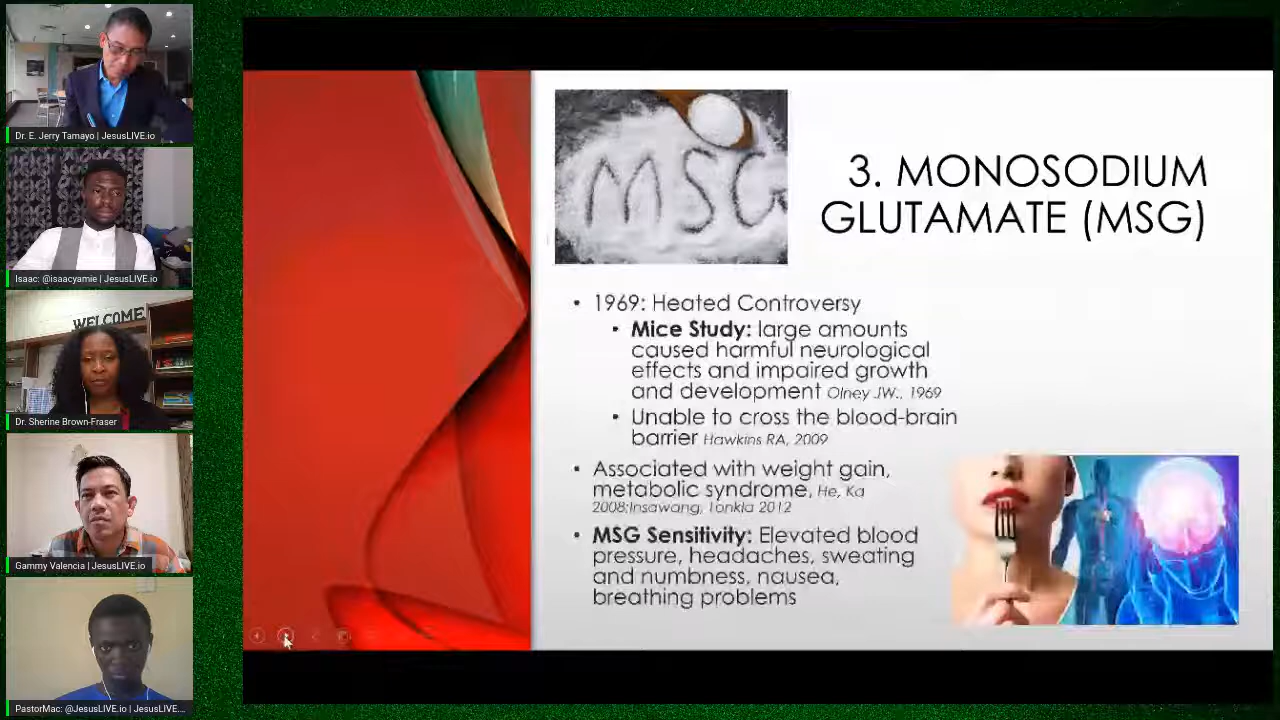 Dr. E. Jerry Tamayo | JesusLIVE.io
Isaac: @isaacyamie | JesusLIVE.io
WELCOME
Dr. Sherine Brown-Fraser
Gammy Valencia | JesusLIVE.io
PastorMac: @JesusLIVE.io | JesusLIVE....
MSG
3. MONOSODIUM
GLUTAMATE (MSG)
• 1969: Heated Controversy
• Mice Study: large amounts
caused harmful neurological
effects and impaired growth
and development Olney JW., 1969
• Unable to cross the blood-brain
barrier Hawkins RA, 2009
• Associated with weight gain,
metabolic syndrome, He, Ka
2008;Insawang, Tonkla 2012
• MSG Sensitivity: Elevated blood
pressure, headaches, sweating
and numbness, nausea,
breathing problems